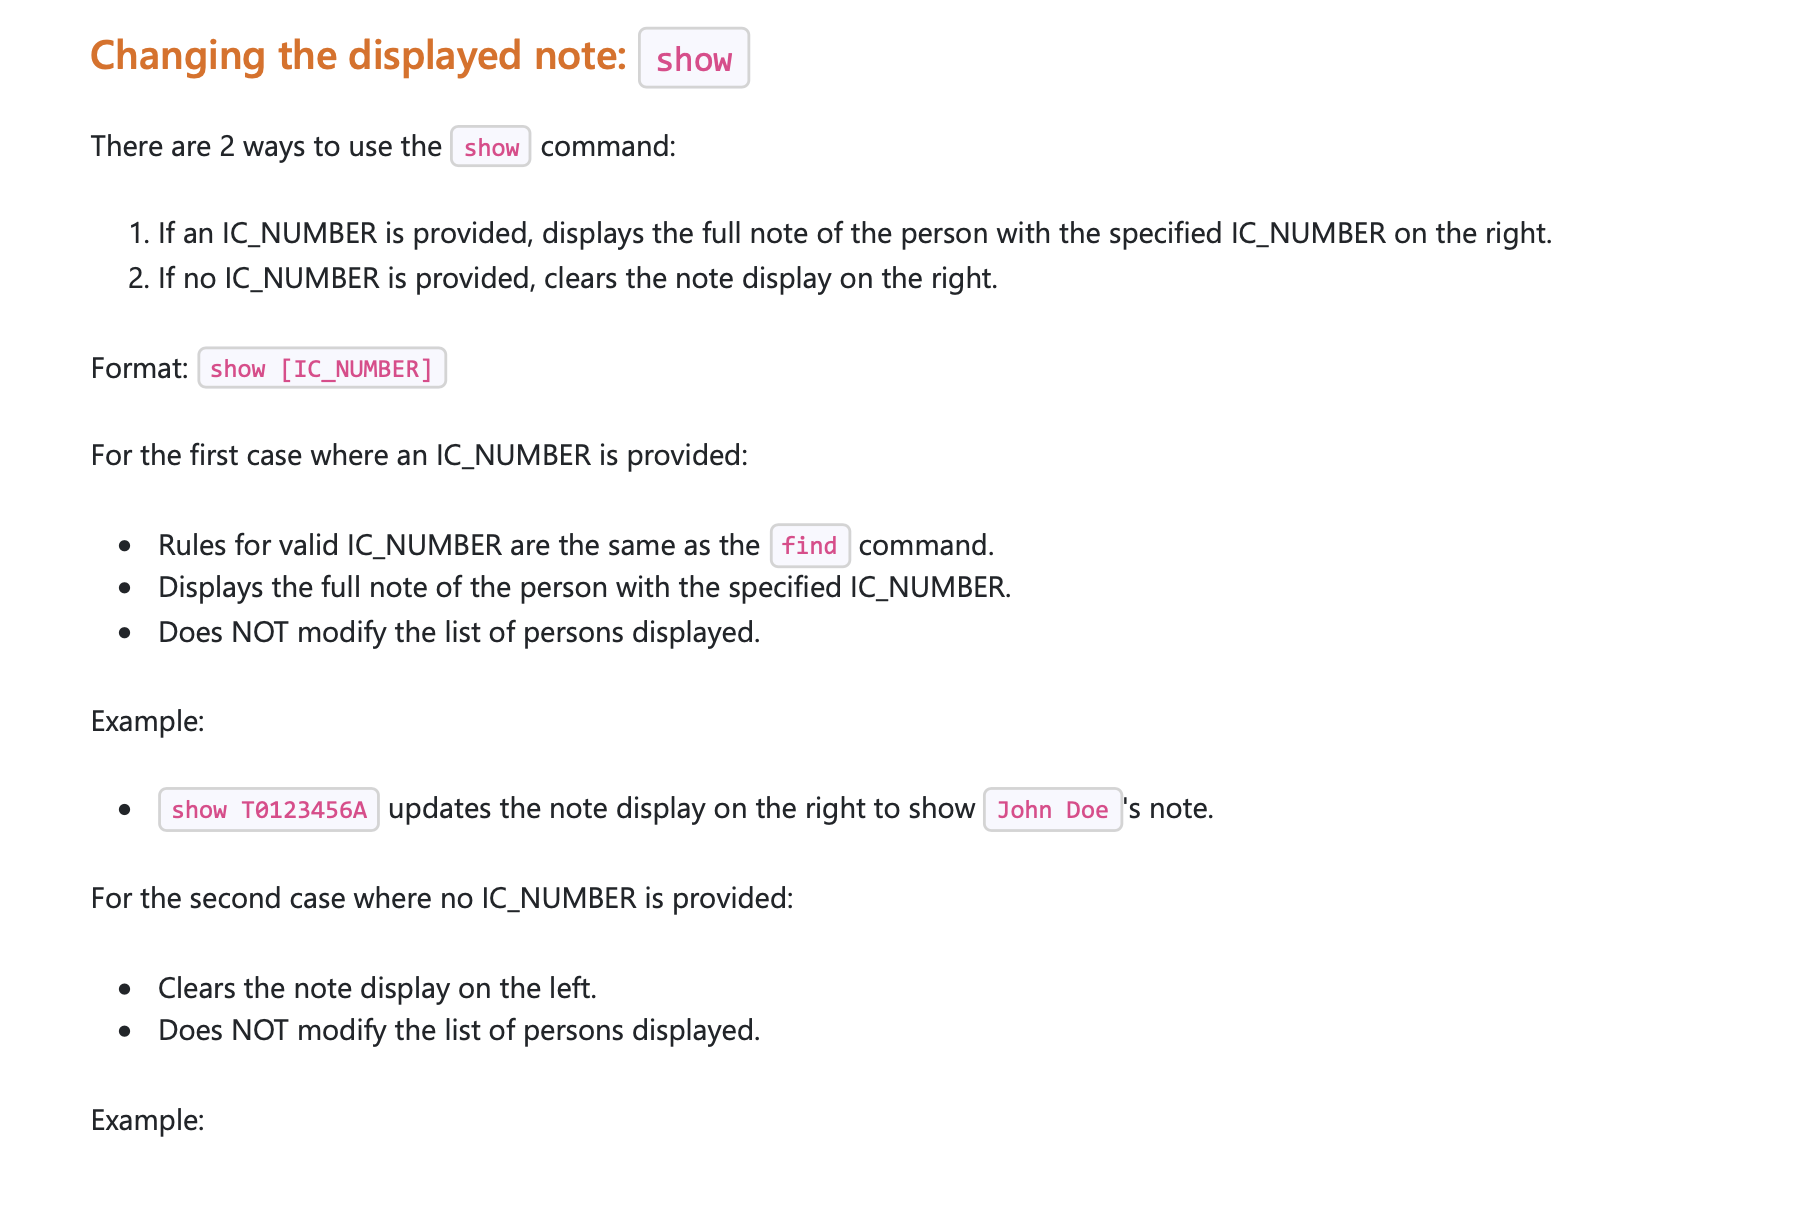 Changing the displayed note: show
There are 2 ways to use the show command:
1. If an IC_NUMBER is provided, displays the full note of the person with the specified IC_NUMBER on the right.
2. If no IC_NUMBER is provided, clears the note display on the right.
Format: show [IC_NUMBER]
For the first case where an IC_NUMBER is provided:
• Rules for valid IC_NUMBER are the same as the find command.
• Displays the full note of the person with the specified IC_NUMBER.
• Does NOT modify the list of persons displayed.
Example:
• show T0123456A updates the note display on the right to show John Doe's note.
For the second case where no IC_NUMBER is provided:
• Clears the note display on the left.
• Does NOT modify the list of persons displayed.
Example: